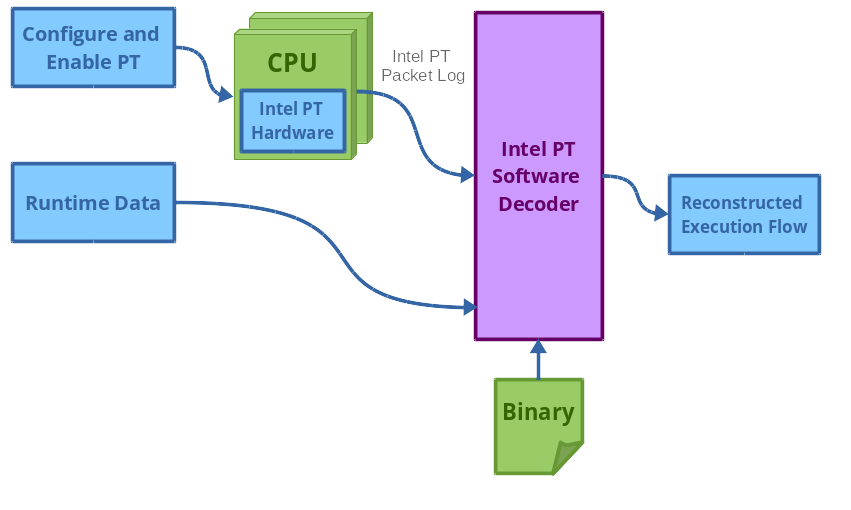 Configure and
Enable PT
CPU
Intel PT
Hardware
Intel PT
Packet Log
Runtime Data
Intel PT
Software
Decoder
Reconstructed
Execution Flow
Binary